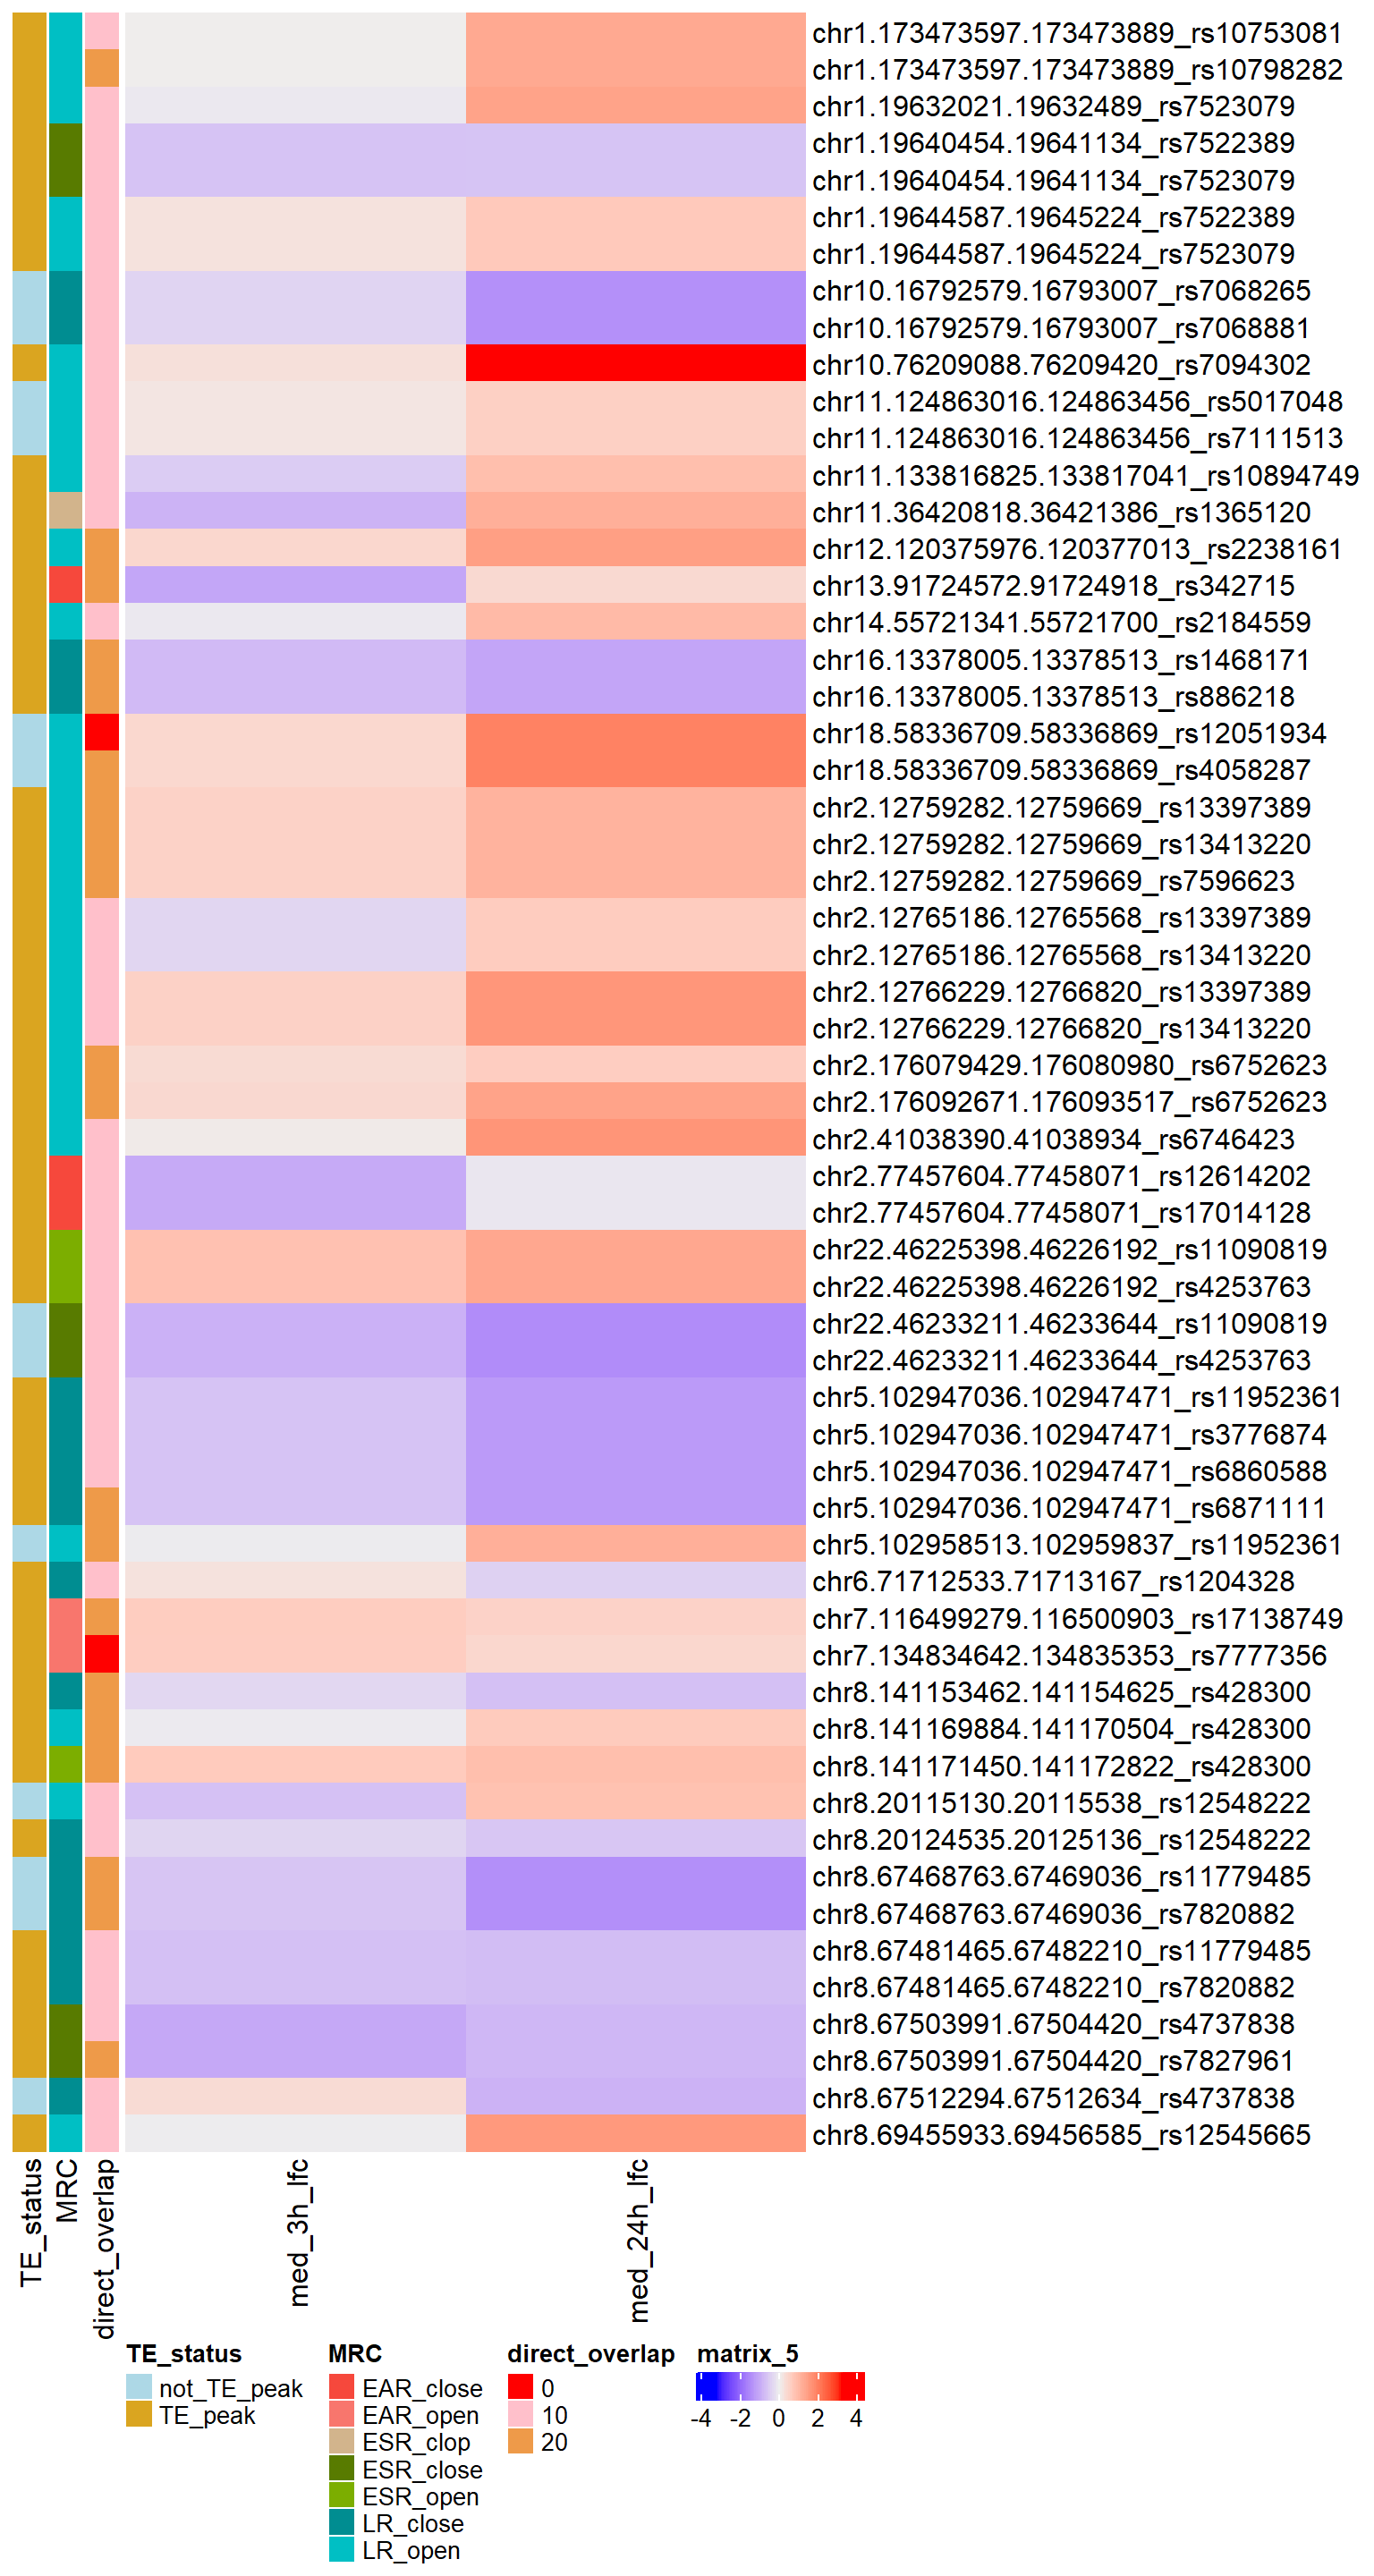 chr1.173473597.173473889_rs10753081
chr1.173473597.173473889_rs10798282
chr1.19632021.19632489_rs7523079
chr1.19640454.19641134_rs7522389
chr1.19640454.19641134_rs7523079
chr1.19644587.19645224_rs7522389
chr1.19644587.19645224_rs7523079
chr10.16792579.16793007_rs7068265
chr10.16792579.16793007_rs7068881
chr10.76209088.76209420_rs7094302
chr11.124863016.124863456_rs5017048
chr11.124863016.124863456_rs7111513
chr11.133816825.133817041_rs10894749
chr11.36420818.36421386_rs1365120
chr12.120375976.120377013_rs2238161
chr13.91724572.91724918_rs342715
chr14.55721341.55721700_rs2184559
chr16.13378005.13378513_rs1468171
chr16.13378005.13378513_rs886218
chr18.58336709.58336869_rs12051934
chr18.58336709.58336869_rs4058287
chr2.12759282.12759669_rs13397389
chr2.12759282.12759669_rs13413220
chr2.12759282.12759669_rs7596623
chr2.12765186.12765568_rs13397389
chr2.12765186.12765568_rs13413220
chr2.12766229.12766820_rs13397389
chr2.12766229.12766820_rs13413220
chr2.176079429.176080980_rs6752623
chr2.176092671.176093517_rs6752623
chr2.41038390.41038934_rs6746423
chr2.77457604.77458071_rs12614202
chr2.77457604.77458071_rs17014128
chr22.46225398.46226192_rs11090819
chr22.46225398.46226192_rs4253763
chr22.46233211.46233644_rs11090819
chr22.46233211.46233644_rs4253763
chr5.102947036.102947471_rs11952361
chr5.102947036.102947471_rs3776874
chr5.102947036.102947471_rs6860588
chr5.102947036.102947471_rs6871111
chr5.102958513.102959837_rs11952361
chr6.71712533.71713167_rs1204328
chr7.116499279.116500903_rs17138749
chr7.134834642.134835353_rs7777356
chr8.141153462.141154625_rs428300
chr8.141169884.141170504_rs428300
chr8.141171450.141172822_rs428300
chr8.20115130.20115538_rs12548222
chr8.20124535.20125136_rs12548222
chr8.67468763.67469036_rs11779485
chr8.67468763.67469036_rs7820882
chr8.67481465.67482210_rs11779485
chr8.67481465.67482210_rs7820882
chr8.67503991.67504420_rs4737838
chr8.67503991.67504420_rs7827961
chr8.67512294.67512634_rs4737838
chr8.69455933.69456585_rs12545665
TE_status
MRC
direct_overlap
med_3h_lfc
med_24h_lfc
TE_status
not_TE_peak
TE_peak
MRC
EAR_close
EAR_open
ESR_clop
ESR_close
ESR_open
LR_close
LR_open
direct_overlap
0
10
20
matrix_5
-4 -2 0 2 4